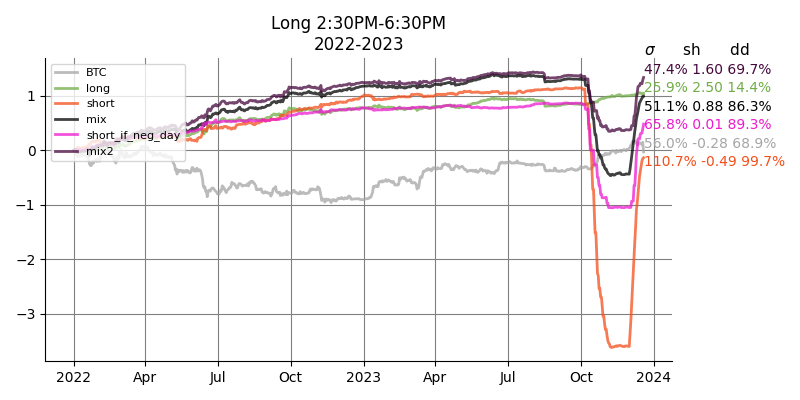 Long 2:30PM-6:30PM
2022-2023
σ sh dd
47.4% 1.60 69.7%
25.9% 2.50 14.4%
51.1% 0.88 86.3%
65.8% 0.01 89.3%
56.0% -0.28 68.9%
110.7% -0.49 99.7%
BTC
long
short
mix
short_if_neg_day
mix2
1
0
−1
−2
−3
2022 Apr Jul Oct 2023 Apr Jul Oct 2024